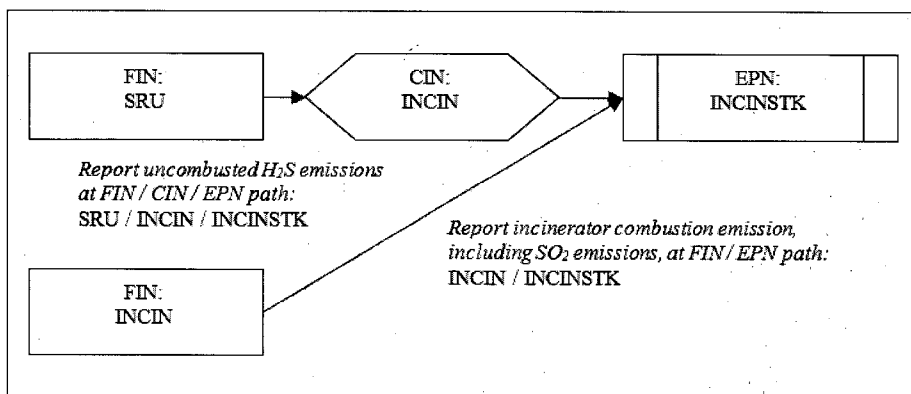 FIN:
SRU
CIN:
INCIN
EPN:
INCINSTK
Report uncombusted H₂S emissions
at FIN / CIN / EPN path:
SRU / INCIN / INCINSTK
Report incinerator combustion emission,
including SO₂ emissions, at FIN / EPN path:
INCIN / INCINSTK
FIN:
INCIN